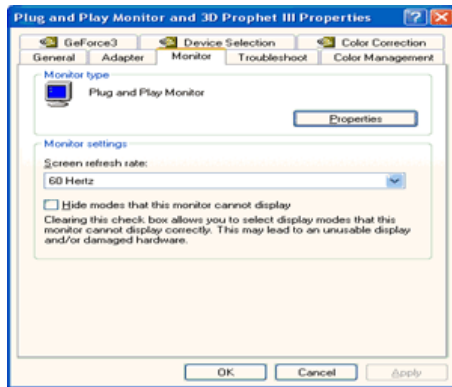 Plug and Play Monitor and 3D Prophet III Properties
GeForce3 Device Selection Color Correction
General Adapter Monitor Troubleshoot Color Management
Monitor type
Plug and Play Monitor
Properties
Monitor settings
Screen refresh rate:
60 Hertz
Hide modes that this monitor cannot display
Clearing this check box allows you to select display modes that this
monitor cannot display correctly. This may lead to an unusable display
and/or damaged hardware.
OK Cancel Apply